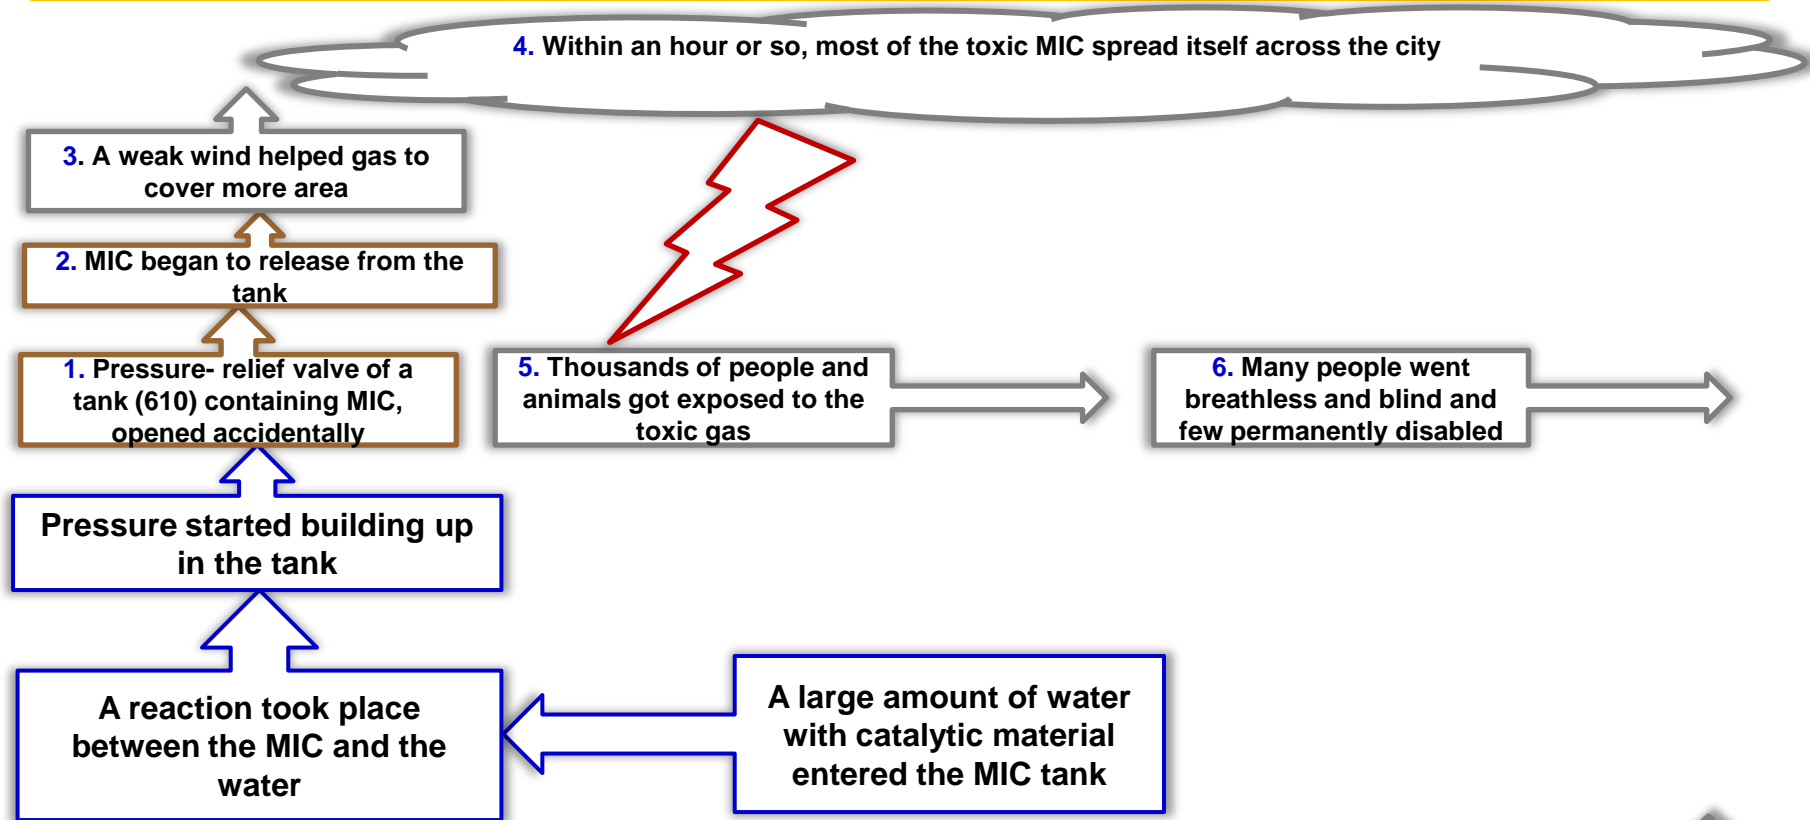 4. Within an hour or so, most of the toxic MIC spread itself across the city
3. A weak wind helped gas to
cover more area
2. MIC began to release from the
tank
1. Pressure- relief valve of a
tank (610) containing MIC,
opened accidentally
5. Thousands of people and
animals got exposed to the
toxic gas
6. Many people went
breathless and blind and
few permanently disabled
Pressure started building up
in the tank
A reaction took place
between the MIC and the
water
A large amount of water
with catalytic material
entered the MIC tank